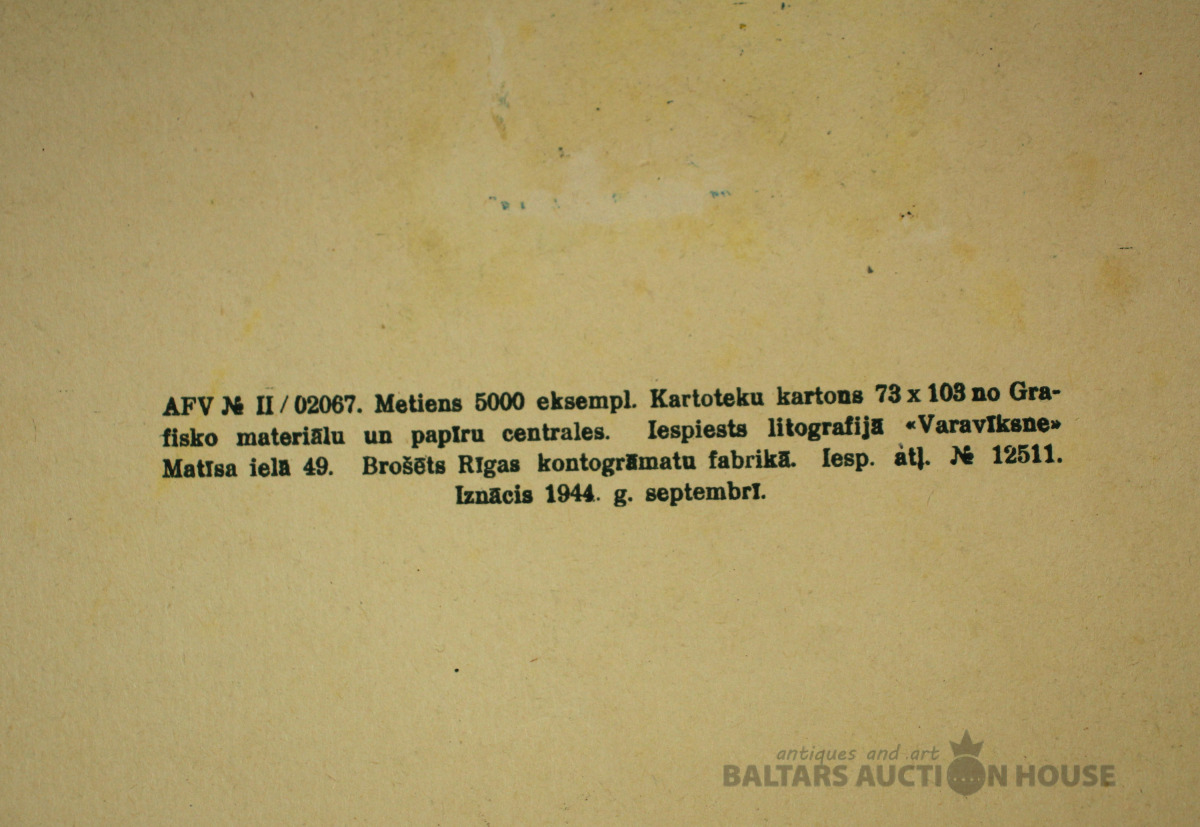 AFV № II/02067. Metiens 5000 eksempl. Kartoteku kartons 73 x 103 no Gra-
fisko materiālu un papīru centrales. Iespiests litografijā «Varavīksne»
Matīsa ielā 49. Brošēts Rīgas kontogrāmatu fabrikā. Iesp. atļ. № 12511.
Iznācis 1944. g. septembrī.
antiques and art
BALTARS AUCTION HOUSE